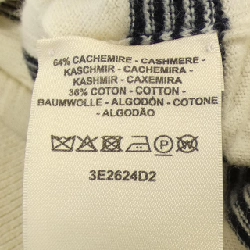 64% CACHEMIRE - CASHMERE -
KASCHMIR - CACHEMIRA -
KASHMIR - CAXEMIRA
36% COTON - COTTON -
BAUMWOLLE - ALGODÓN - COTONE
- ALGODÃO
P
3E2624D2